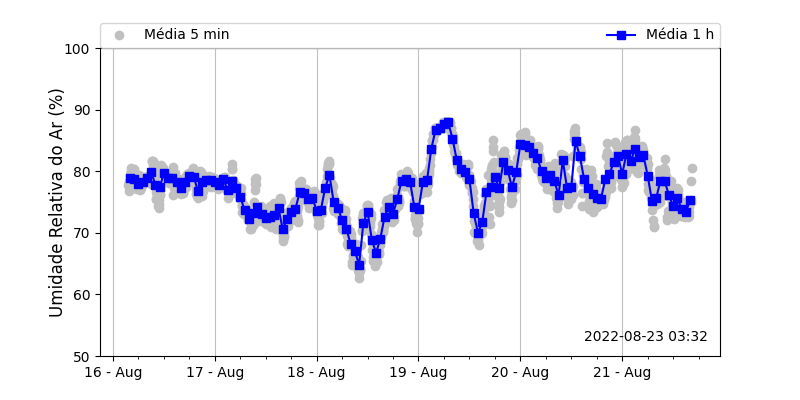 Média 5 min
Média 1 h
Umidade Relativa do Ar (%)
100
90
80
70
60
50
2022-08-23 03:32
16 - Aug
17 - Aug
18 - Aug
19 - Aug
20 - Aug
21 - Aug